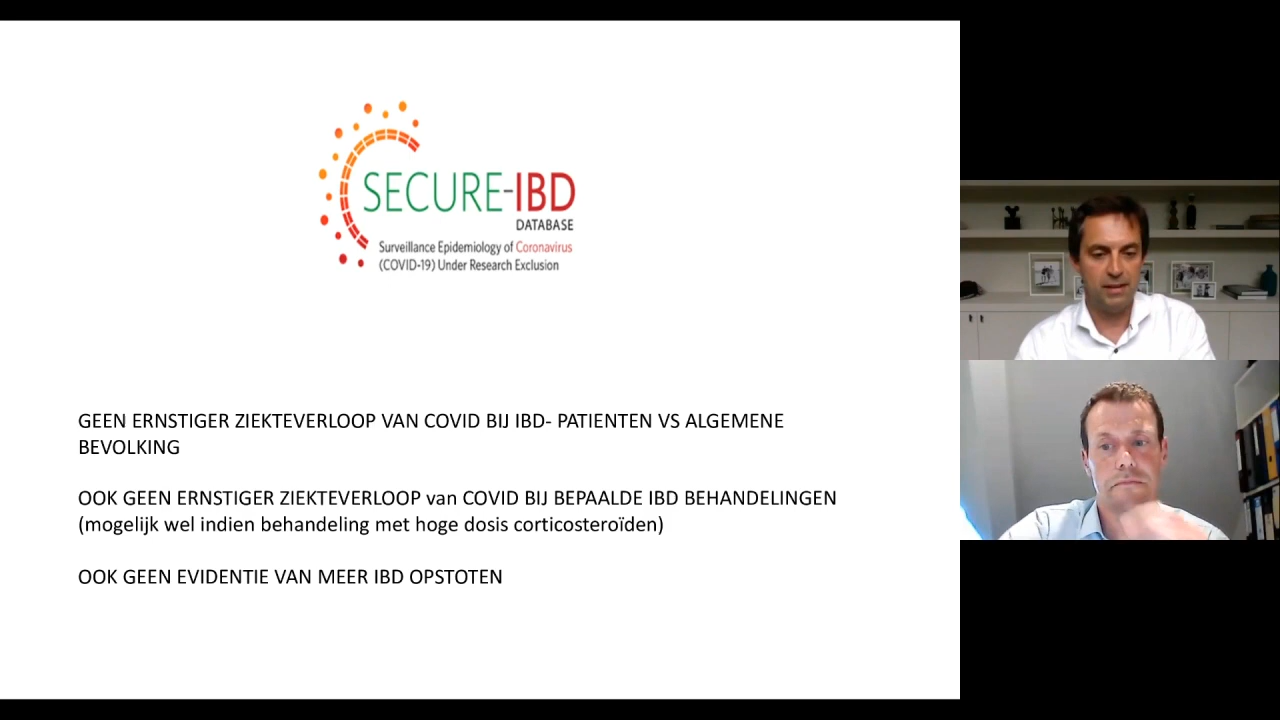 SECURE-IBD
DATABASE
Surveillance Epidemiology of Coronavirus
(COVID-19) Under Research Exclusion
GEEN ERNSTIGER ZIEKTEVERLOOP VAN COVID BIJ IBD- PATIENTEN VS ALGEMENE
BEVOLKING
OOK GEEN ERNSTIGER ZIEKTEVERLOOP van COVID BIJ BEPAALDE IBD BEHANDELINGEN
(mogelijk wel indien behandeling met hoge dosis corticosteroïden)
OOK GEEN EVIDENTIE VAN MEER IBD OPSTOTEN